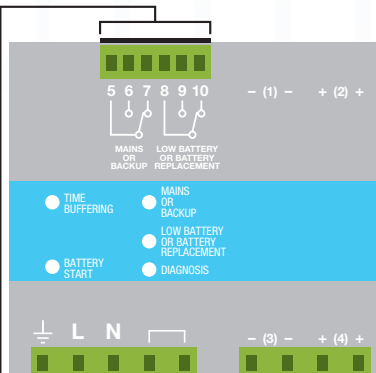 5 6 7 8 9 10
– (1) – + (2) +
MAINS
OR
BACKUP
LOW BATTERY
OR BATTERY
REPLACEMENT
TIME
BUFFERING
MAINS
OR
BACKUP
LOW BATTERY
OR BATTERY
REPLACEMENT
BATTERY
START
DIAGNOSIS
L N
– (3) – + (4) +